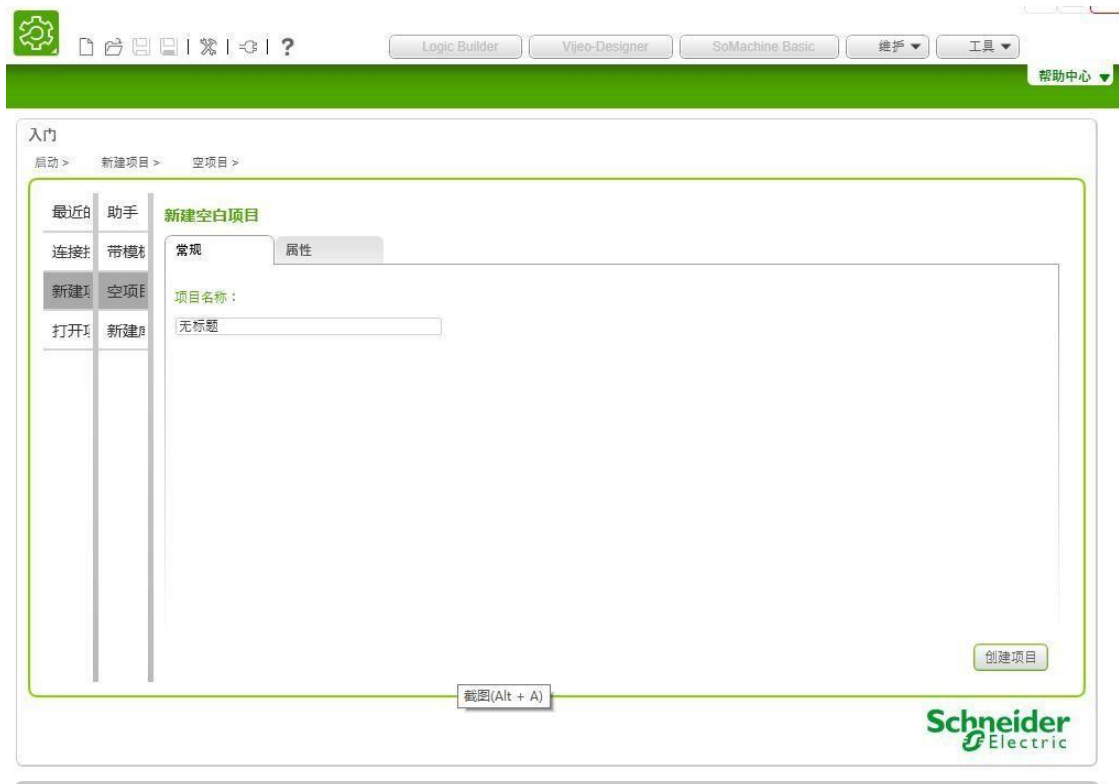 ? Logic Builder Vijeo-Designer SoMachine Basic 维护 工具
帮助中心
入门
启动 > 新建项目 > 空项目 >
最近的 助手
连接扌 带模板
新建项 空项目
打开项 新建库
新建空白项目
常规 属性
项目名称：
无标题
创建项目
截图(Alt + A)
Schneider
Electric